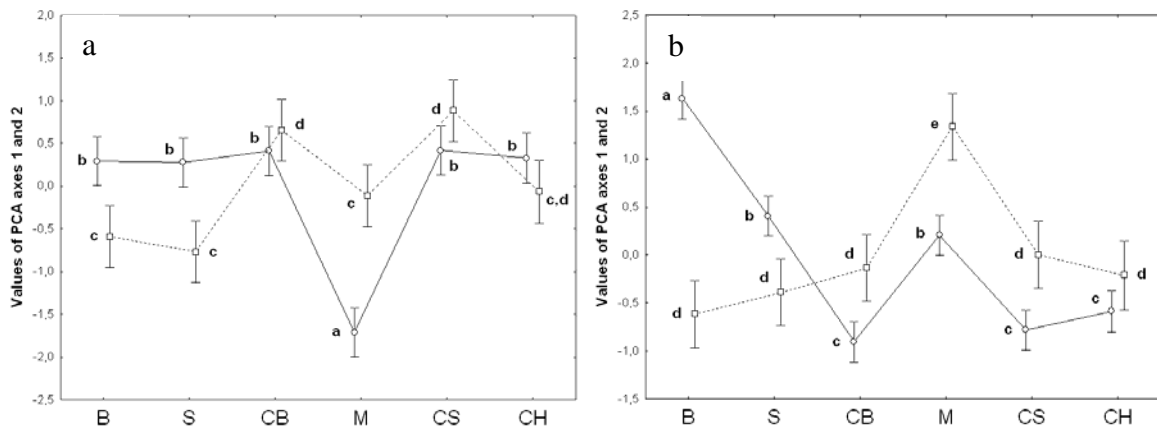 a
Values of PCA axes 1 and 2
2,0
1,5
1,0
0,5
0,0
-0,5
-1,0
-1,5
-2,0
-2,5
b
c
b
c
b
d
c
a
d
b
b
c,d
B S CB M CS CH
b
Values of PCA axes 1 and 2
2,5
2,0
1,5
1,0
0,5
0,0
-0,5
-1,0
-1,5
a
d
b
d
d
c
e
b
d
c
c
d
B S CB M CS CH